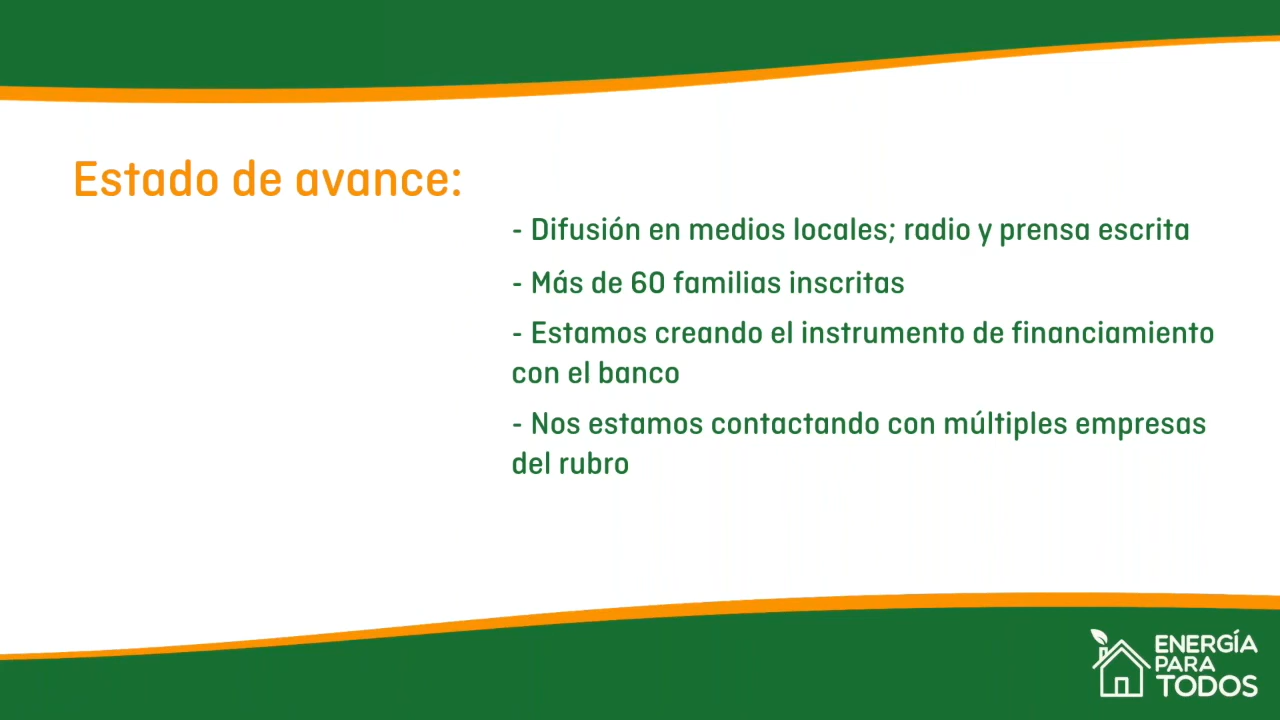 Estado de avance:
- Difusión en medios locales; radio y prensa escrita
- Más de 60 familias inscritas
- Estamos creando el instrumento de financiamiento
con el banco
- Nos estamos contactando con múltiples empresas
del rubro
ENERGÍA
PARA
TODOS